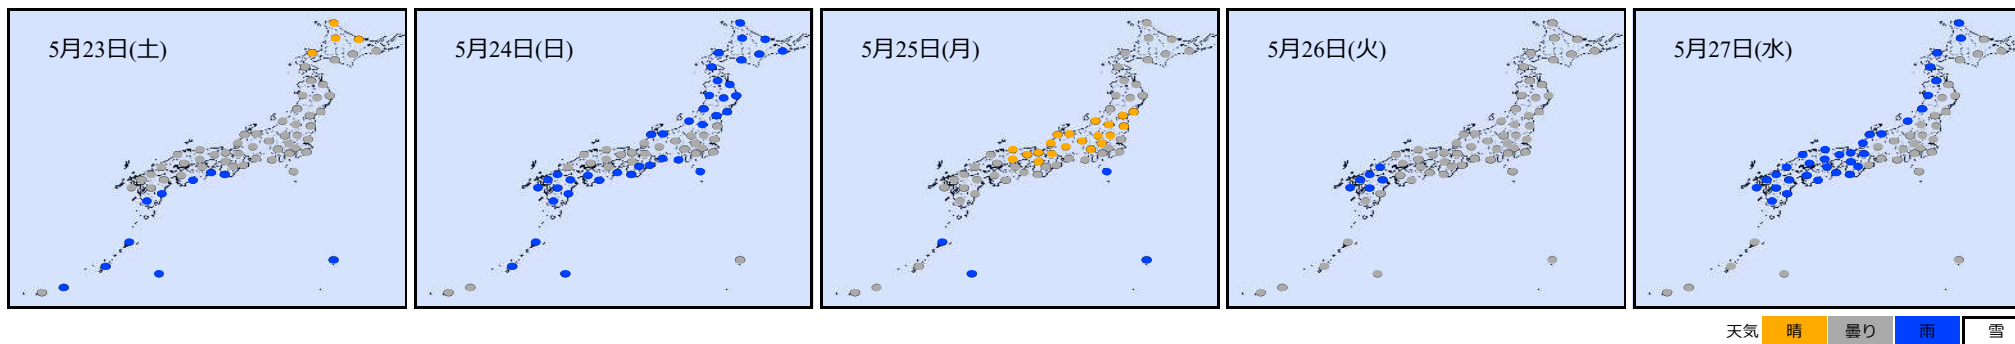 5月23日(土)
5月24日(日)
5月25日(月)
5月26日(火)
5月27日(水)
天気 晴 曇り 雨 雪